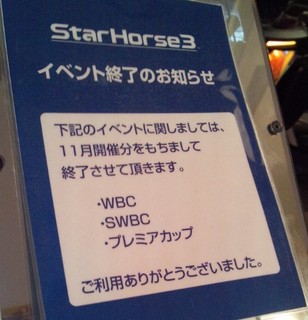 StarHorse3
イベント終了のお知らせ
下記のイベントに関しましては、
11月開催分をもちまして
終了させて頂きます。
・WBC
・SWBC
・プレミアカップ
ご利用ありがとうございました。